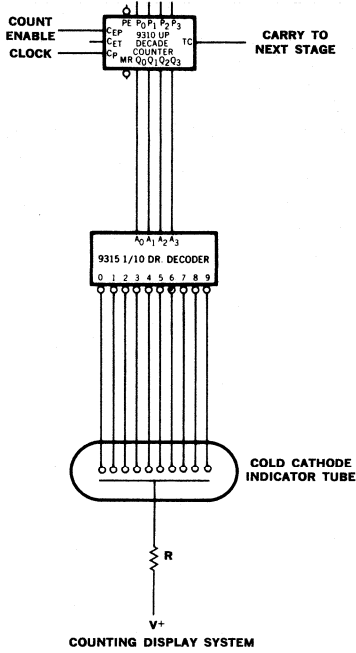 COUNT
ENABLE
CLOCK
PE P0 P1 P2 P3
CEP
9310 UP
TC
CET
DECADE
CP
COUNTER
MR Q0 Q1 Q2 Q3
CARRY TO
NEXT STAGE
A0 A1 A2 A3
9315 1/10 DR. DECODER
0 1 2 3 4 5 6 7 8 9
COLD CATHODE
INDICATOR TUBE
R
V+
COUNTING DISPLAY SYSTEM